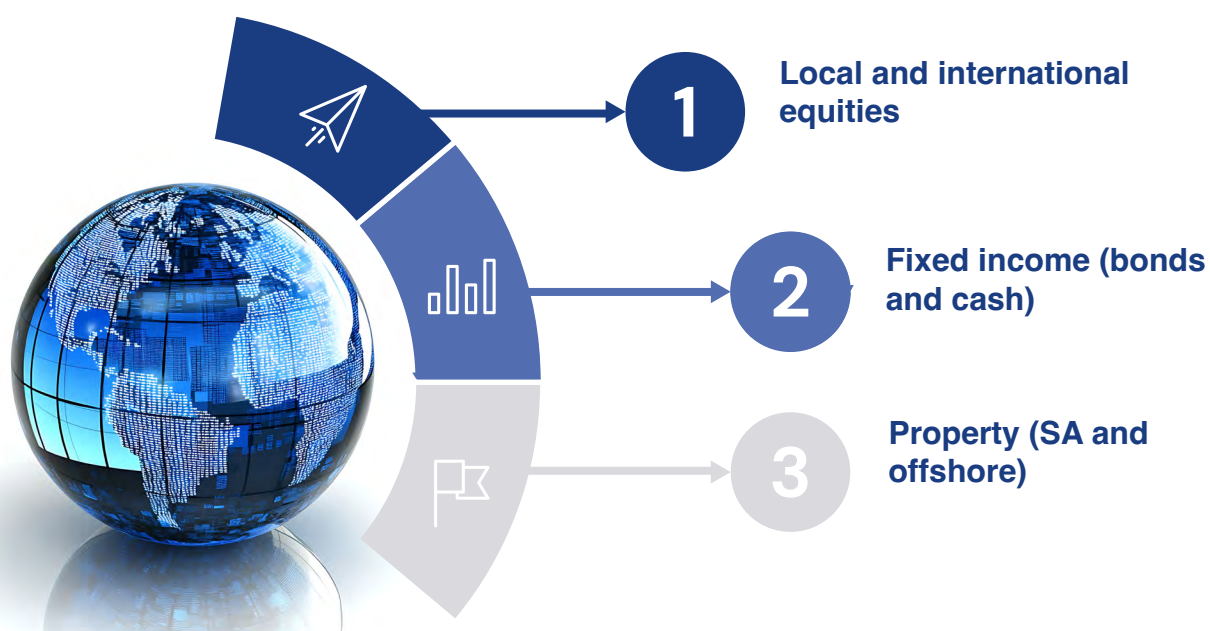 1
Local and international
equities
2
Fixed income (bonds
and cash)
3
Property (SA and
offshore)